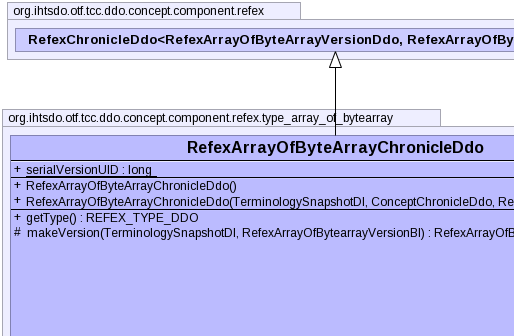 org.ihtsdo.otf.tcc.ddo.concept.component.refex
RefexChronicleDdo<RefexArrayOfByteArrayVersionDdo, RefexArrayOfBy
org.ihtsdo.otf.tcc.ddo.concept.component.refex.type_array_of_bytearray
RefexArrayOfByteArrayChronicleDdo
+ serialVersionUID : long
+ RefexArrayOfByteArrayChronicleDdo()
+ RefexArrayOfByteArrayChronicleDdo(TerminologySnapshotDI, ConceptChronicleDdo, Re
+ getType() : REFEX_TYPE_DDO
# makeVersion(TerminologySnapshotDI, RefexArrayOfBytearrayVersionBI) : RefexArrayOfB